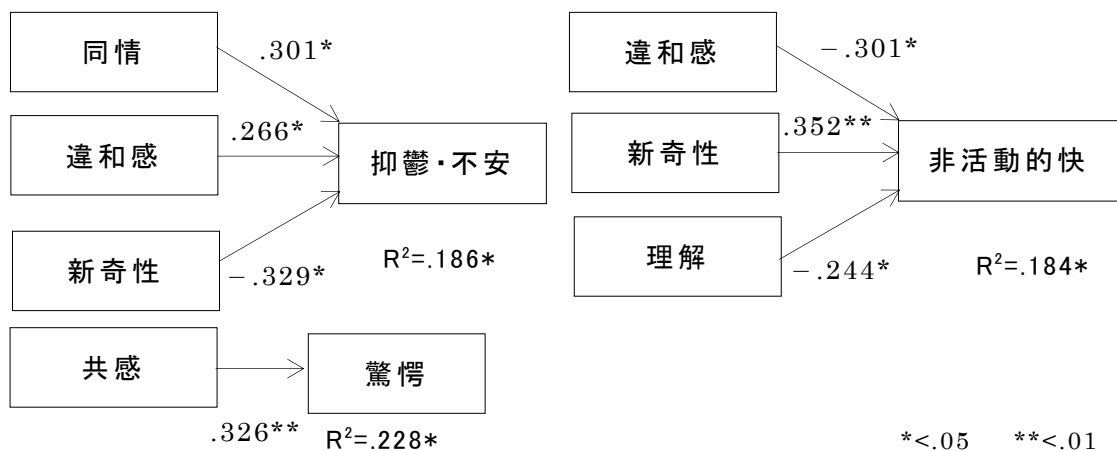 同情
.301*
違和感
.266*
抑鬱・不安
新奇性
−.329*
R²=.186*
共感
.326**
驚愕
R²=.228*
違和感
−.301*
新奇性
.352**
非活動的快
理解
−.244*
R²=.184*
*<.05 **<.01